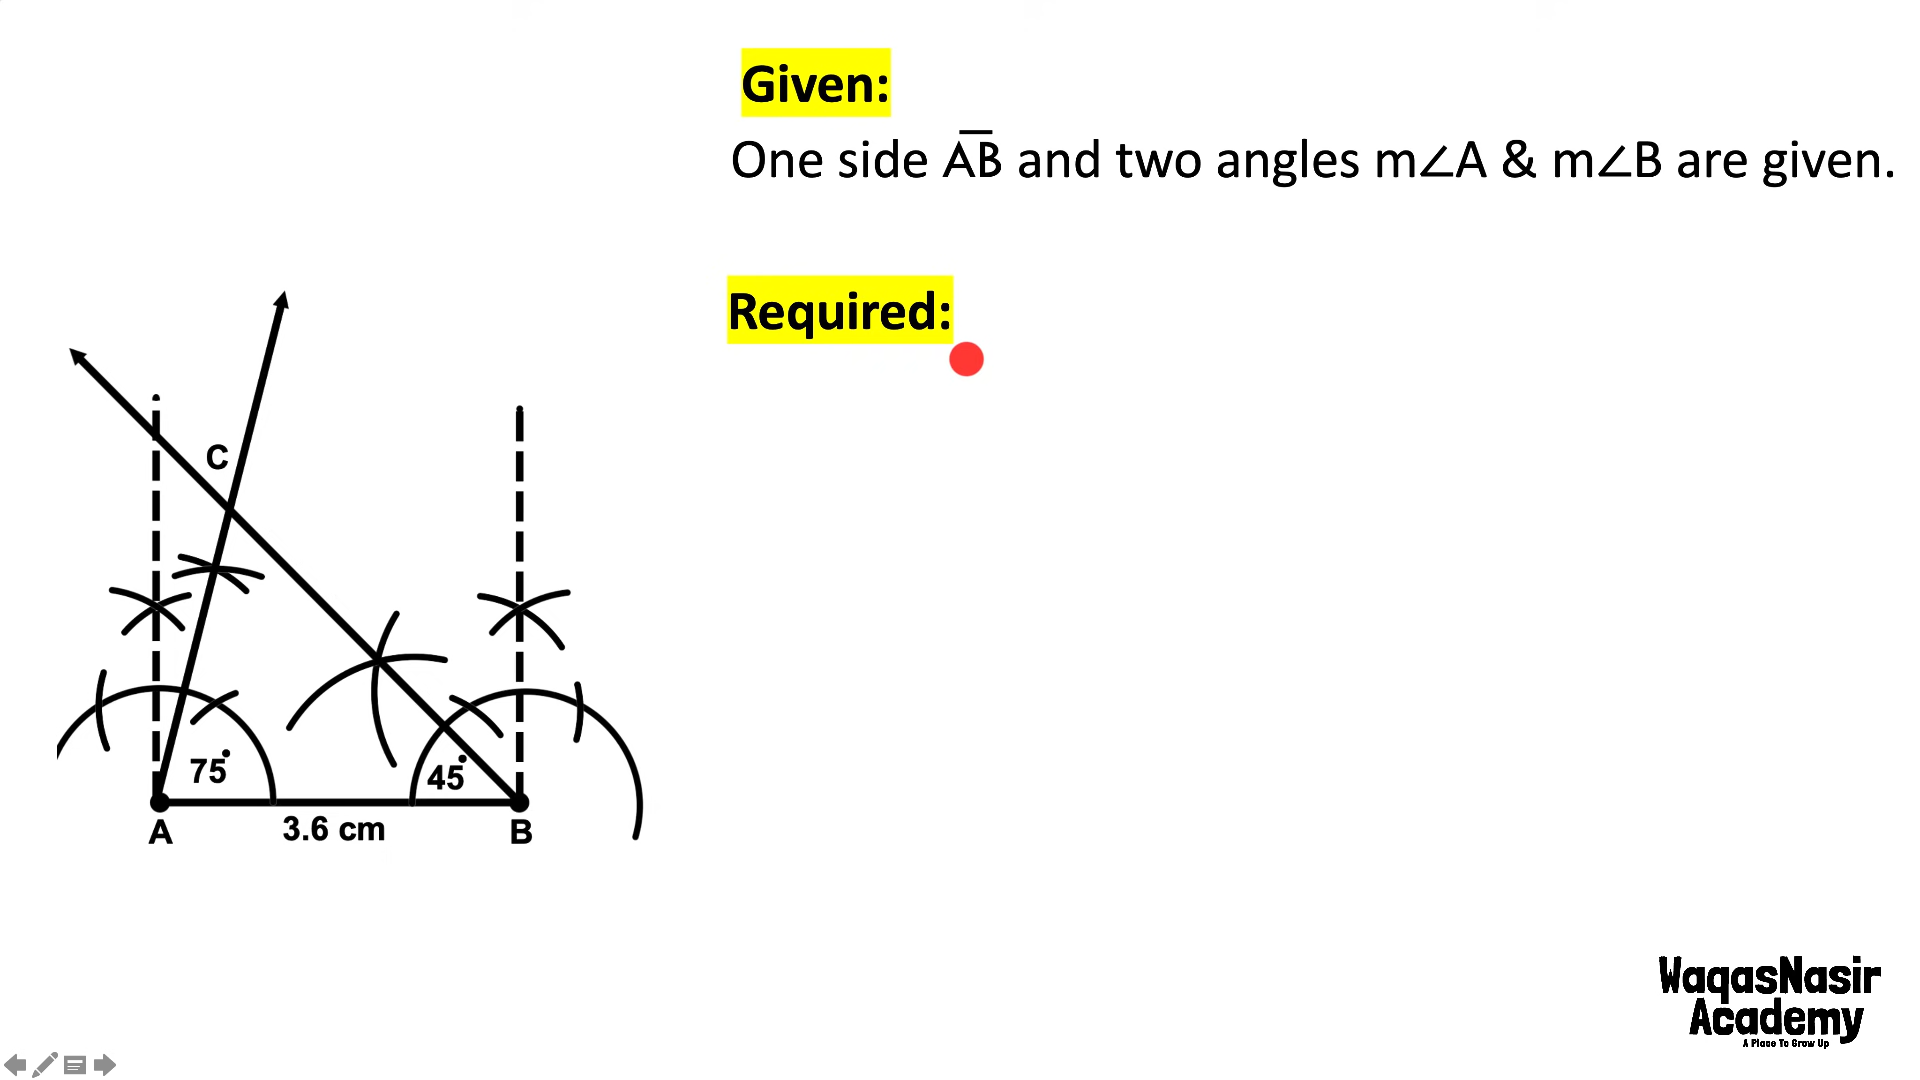 Given:
One side A̅B̅ and two angles m∠A & m∠B are given.
Required:
C
75°
45°
A
3.6 cm
B
WaqasNasir
Academy
A Place To Grow Up